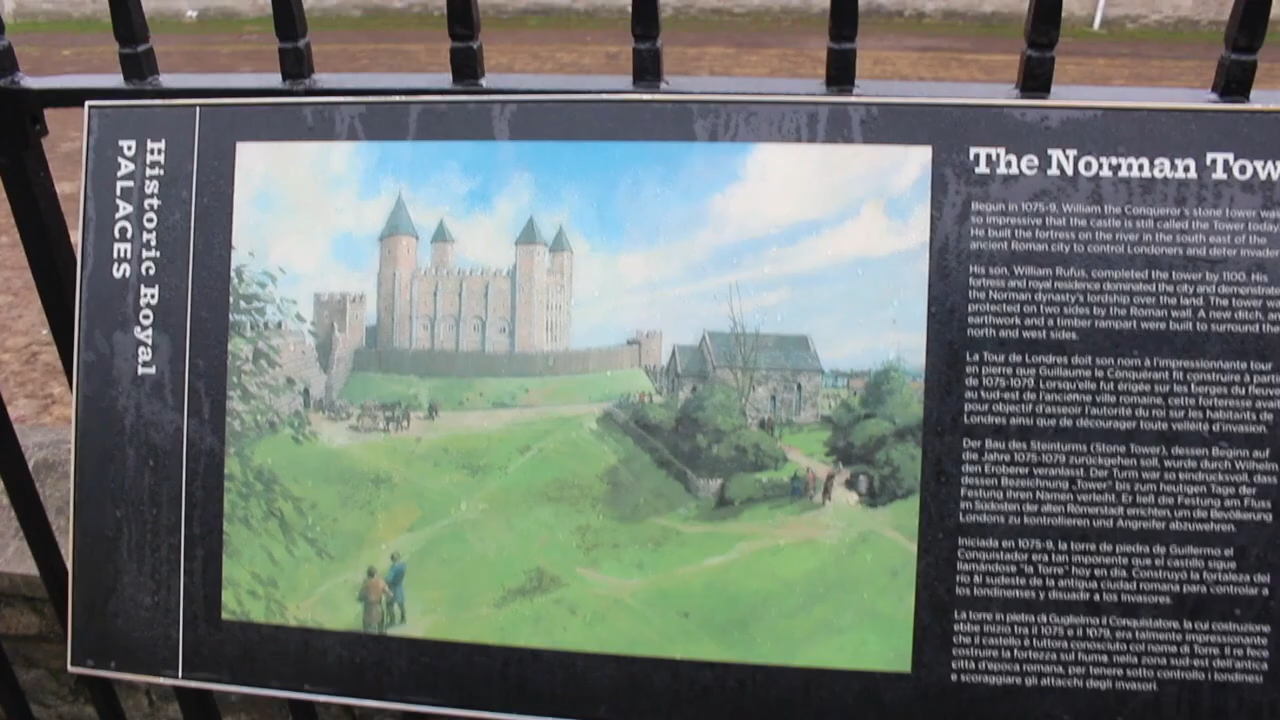 Historic Royal
PALACES
The Norman Tow
Begun in 1075-9, William the Conqueror's stone tower was
so impressive that the castle is still called the Tower today.
He built the fortress on the river in the south east of the
ancient Roman city to control Londoners and deter invader
His son, William Rufus, completed the tower by 1100. His
fortress and royal residence dominated the city and demonstrate
the Norman dynasty's lordship over the land. The tower wa
protected on two sides by the Roman wall. A new ditch, an
earthwork and a timber rampart were built to surround the
north and west sides.
La Tour de Londres doit son nom à l'impressionnante tour
en pierre que Guillaume le Conquérant fit construire à parti
de 1075-1079. Lorsqu'elle fut érigée sur les berges du fleuve
au sud-est de l'ancienne ville romaine, cette forteresse ava
pour objectif d'asseoir l'autorité du roi sur les habitants de
Londres ainsi que de décourager toute velléité d'invasion.
Der Bau des Steinturms (Stone Tower), dessen Beginn auf
die Jahre 1075-1079 zurückgehen soll, wurde durch Wilhelm
den Eroberer veranlasst. Der Turm war so eindrucksvoll, dass
dessen Bezeichnung „Tower" bis zum heutigen Tage der
Festung ihren Namen verleiht. Er ließ die Festung am Fluss
im Südosten der alten Römerstadt errichten, um die Bevölkerung
Londons zu kontrollieren und Angreifer abzuwehren.
Iniciada en 1075-9, la torre de piedra de Guillermo el
Conquistador era tan imponente que el castillo sigue
llamándose "la Torre" hoy en día. Construyó la fortaleza del
río al sudeste de la antigua ciudad romana para controlar a
los londinenses y disuadir a los invasores.
La torre in pietra di Guglielmo il Conquistatore, la cui costruzione
ebbe inizio tra il 1075 e il 1079, era talmente impressionante
che il castello è tuttora conosciuto col nome di Torre. Il re fece
costruire la fortezza sul fiume, nella zona sud-est dell'antica
città d'epoca romana, per tenere sotto controllo i londinesi
e scoraggiare gli attacchi degli invasori.